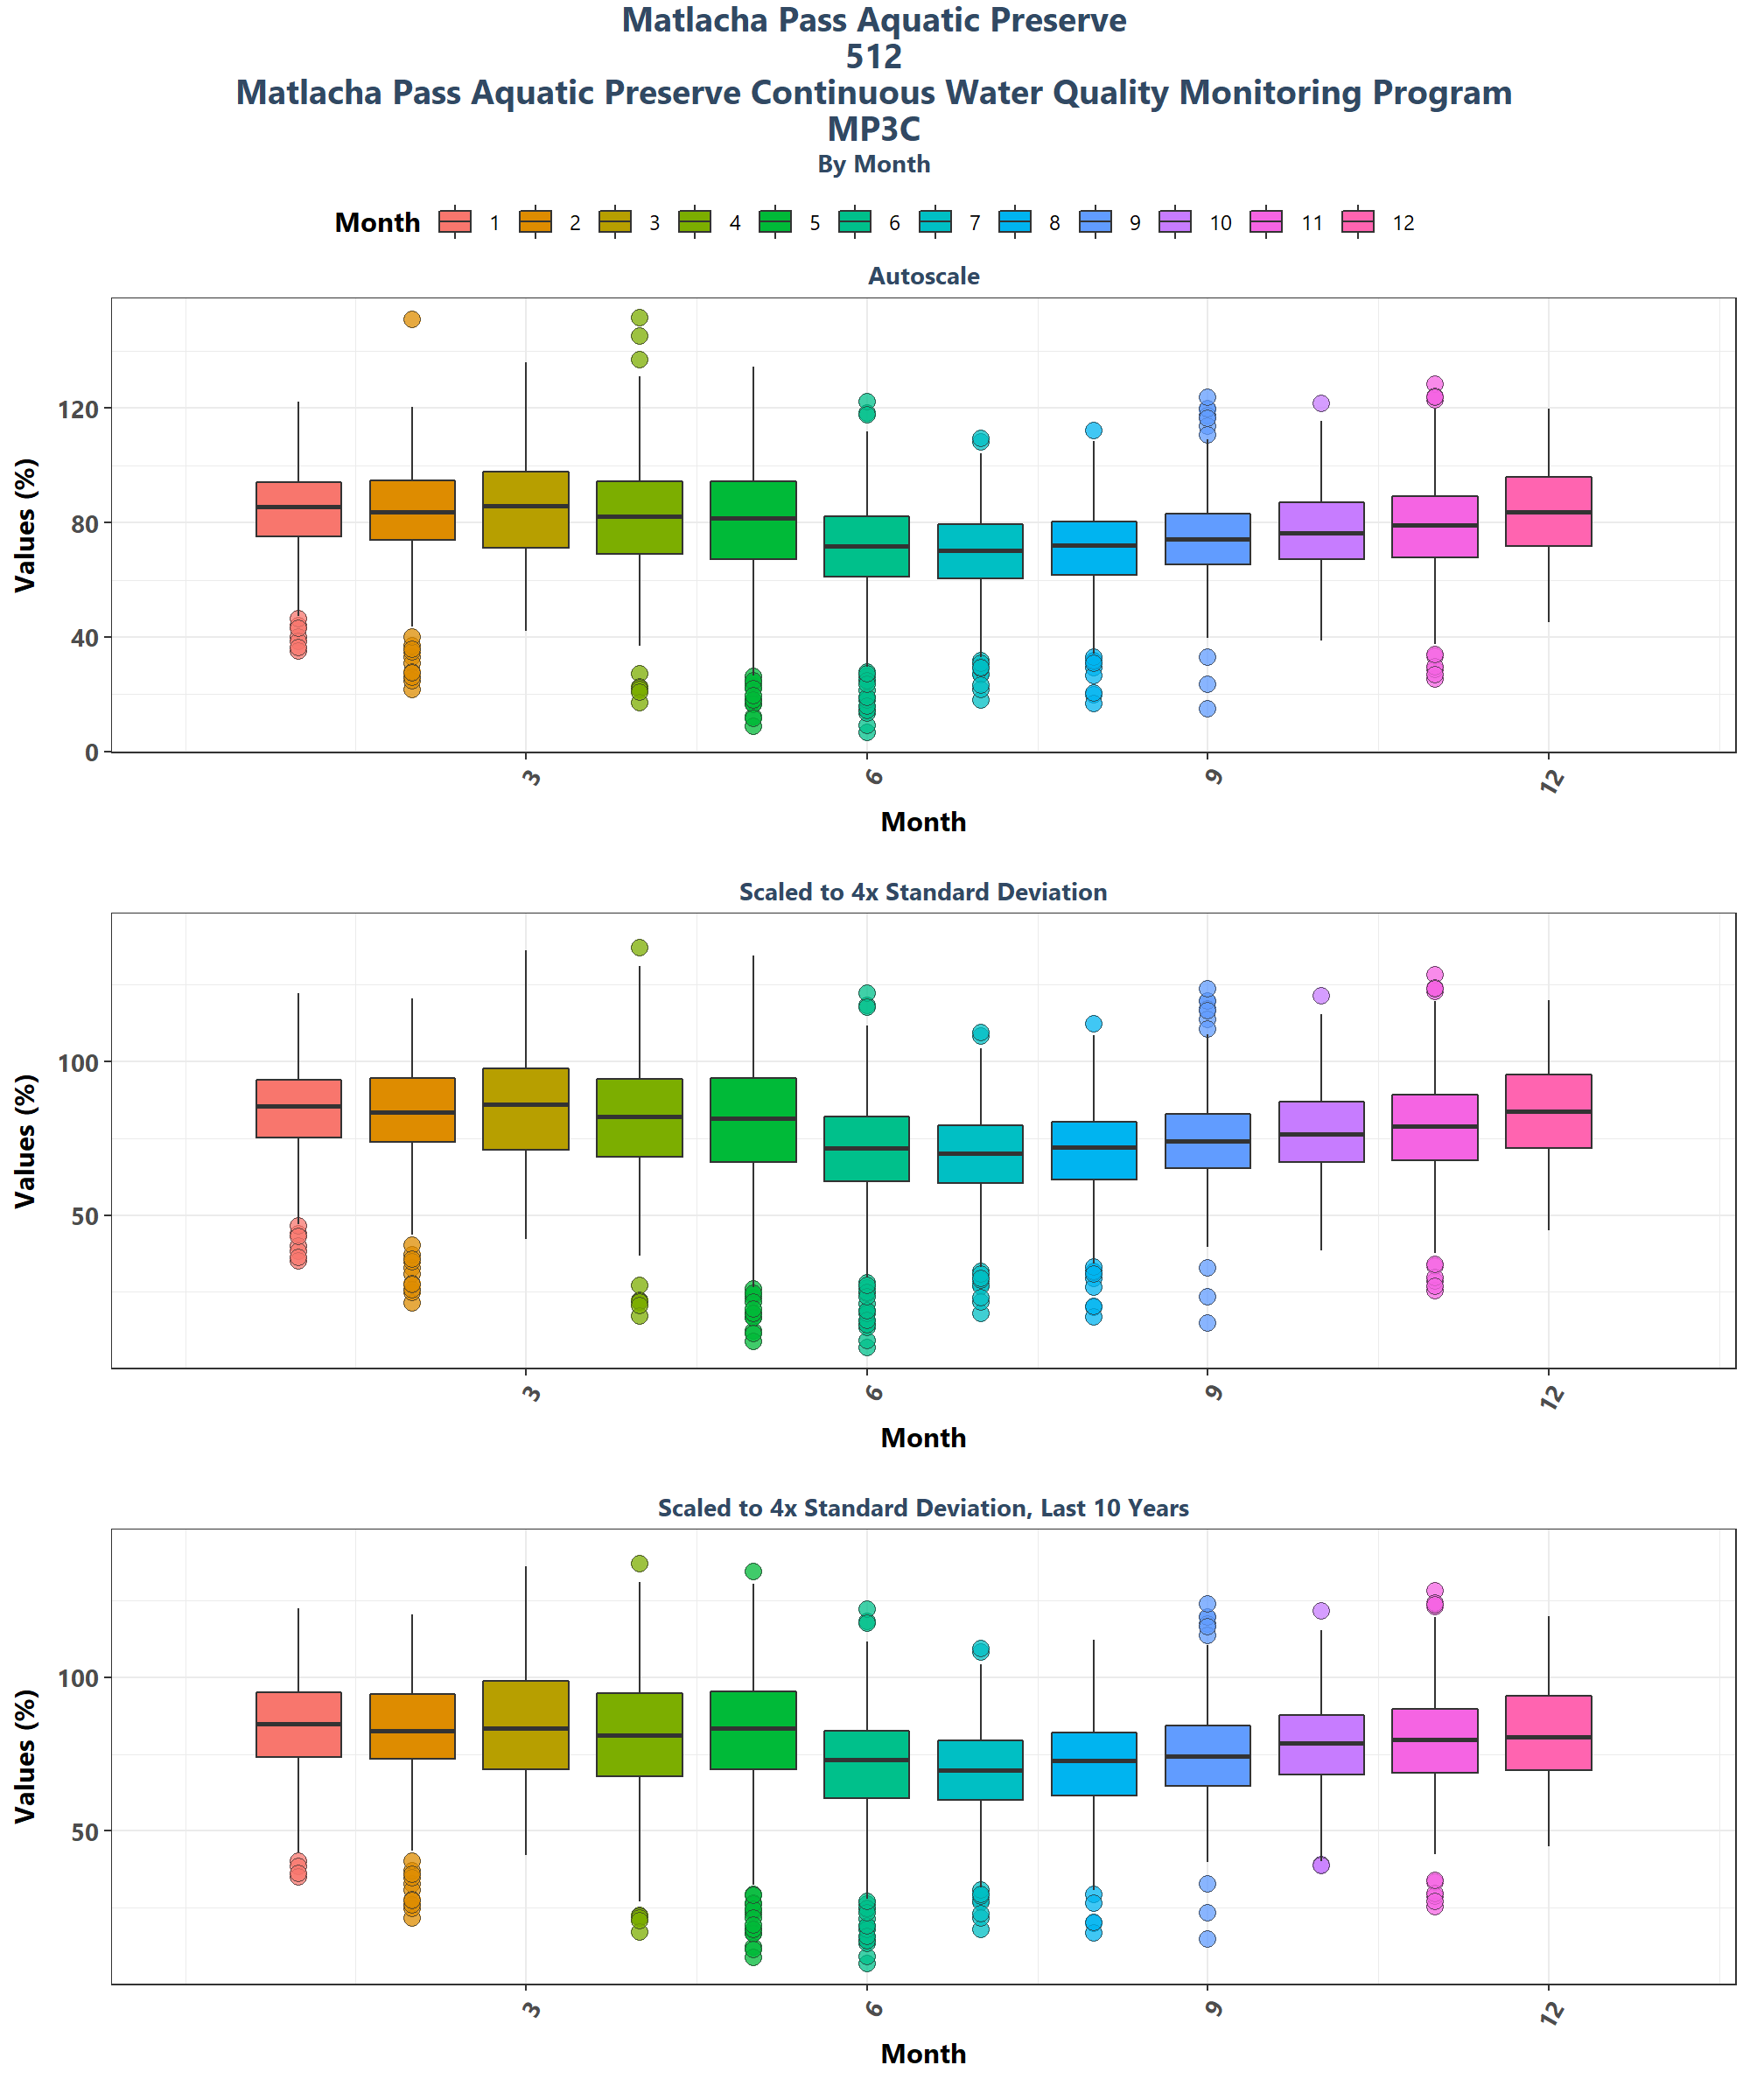 Matlacha Pass Aquatic Preserve
512
Matlacha Pass Aquatic Preserve Continuous Water Quality Monitoring Program
MP3C
By Month
Month 1 2 3 4 5 6 7 8 9 10 11 12
Autoscale
Values (%)
120
80
40
0
3 6 9 12
Month
Scaled to 4x Standard Deviation
Values (%)
100
50
3 6 9 12
Month
Scaled to 4x Standard Deviation, Last 10 Years
Values (%)
100
50
3 6 9 12
Month